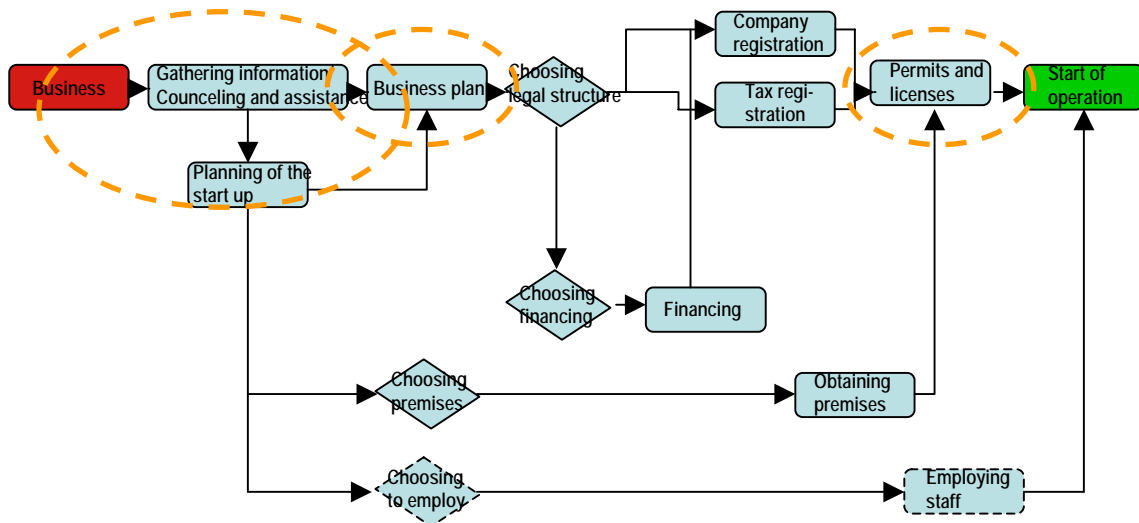 Business
Gathering information
Counceling and assistance
Business plan
Choosing
legal structure
Company
registration
Tax regi-
stration
Permits and
licenses
Start of
operation
Planning of the
start up
Choosing
financing
Financing
Choosing
premises
Obtaining
premises
Choosing
to employ
Employing
staff